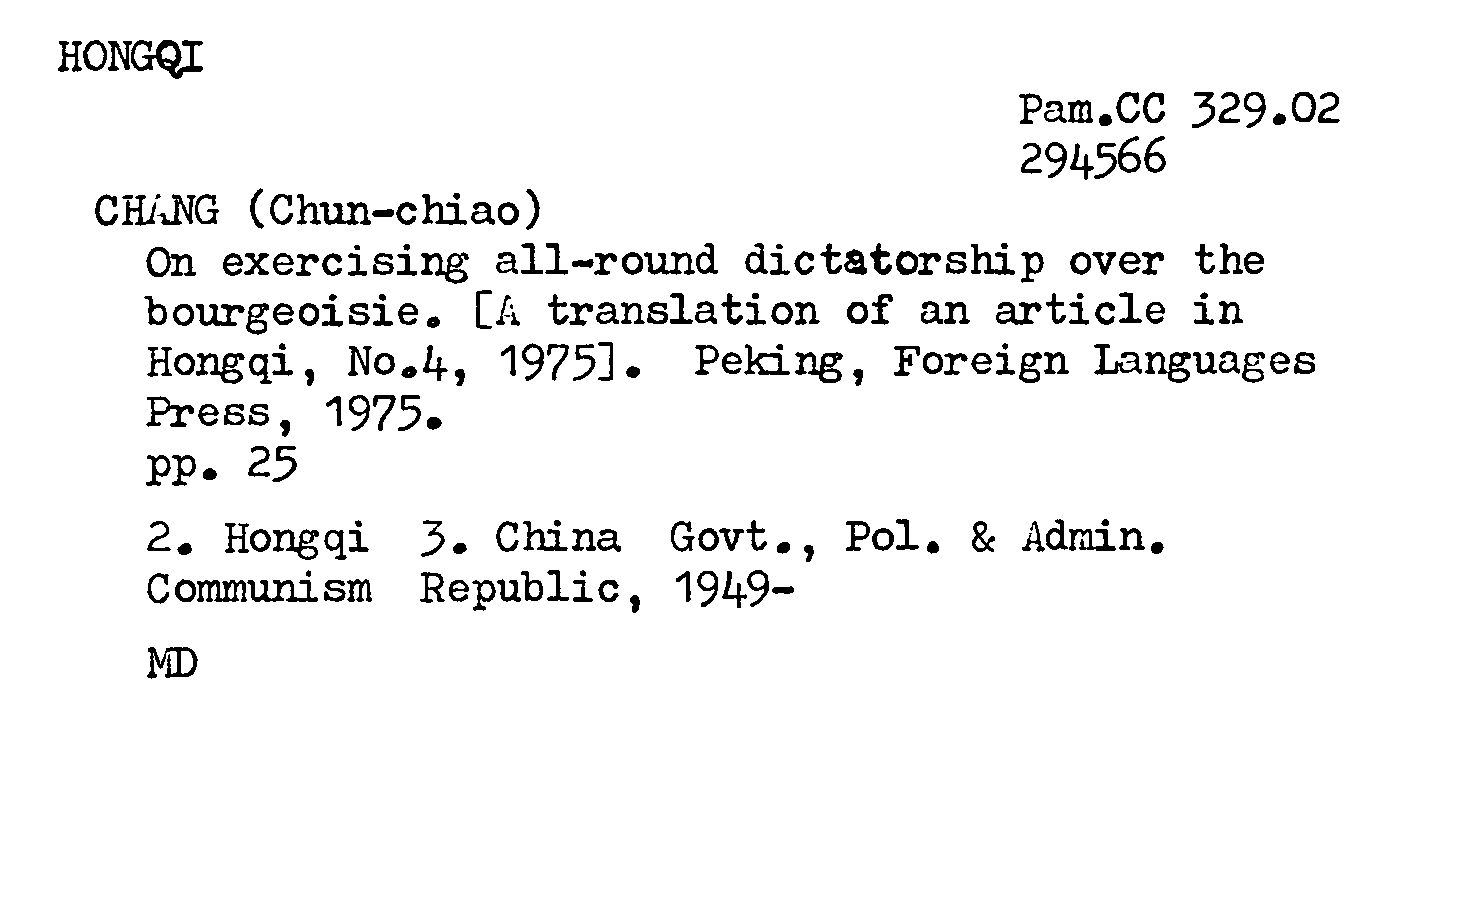 HONGQI
Pam.CC 329.02
294566
CHANG (Chun-chiao)
On exercising all-round dictatorship over the
bourgeoisie. [A translation of an article in
Hongqi, No.4, 1975]. Peking, Foreign Languages
Press, 1975.
pp. 25
2. Hongqi 3. China Govt., Pol. & Admin.
Communism Republic, 1949-
MD